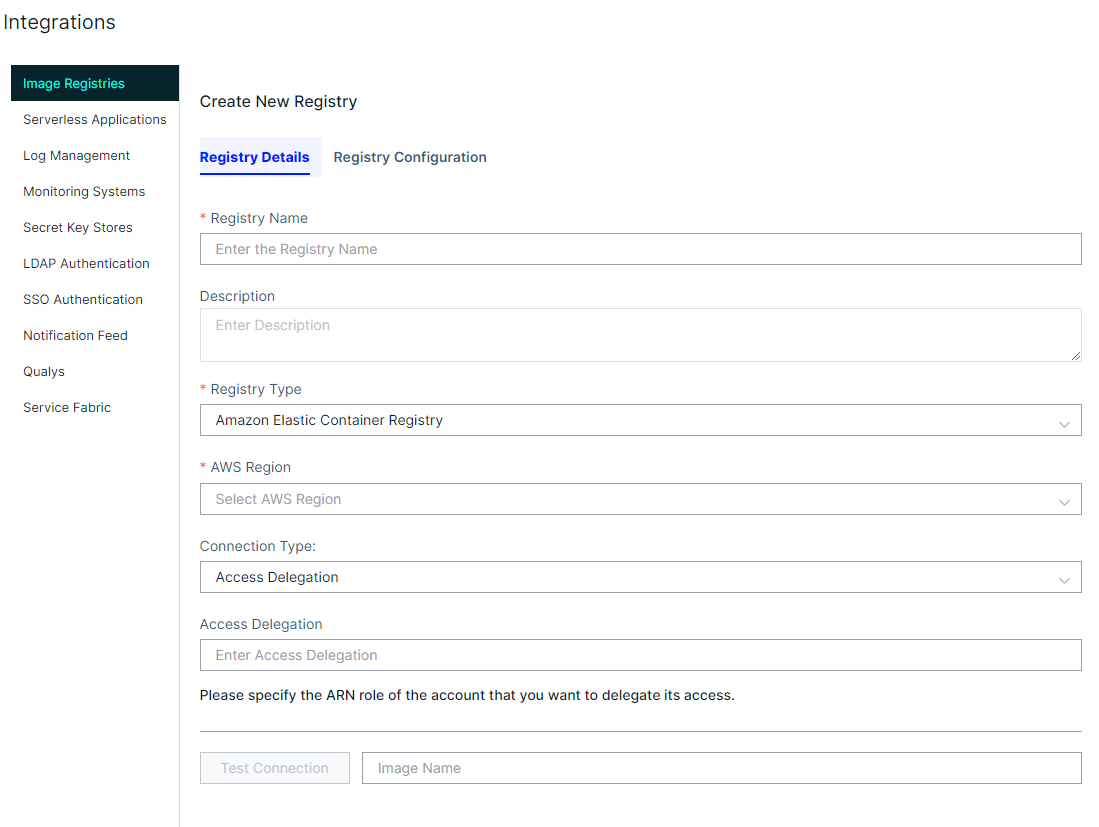 Integrations
Image Registries
Serverless Applications
Log Management
Monitoring Systems
Secret Key Stores
LDAP Authentication
SSO Authentication
Notification Feed
Qualys
Service Fabric
Create New Registry
Registry Details Registry Configuration
* Registry Name
Enter the Registry Name
Description
Enter Description
* Registry Type
Amazon Elastic Container Registry
* AWS Region
Select AWS Region
Connection Type:
Access Delegation
Access Delegation
Enter Access Delegation
Please specify the ARN role of the account that you want to delegate its access.
Test Connection Image Name